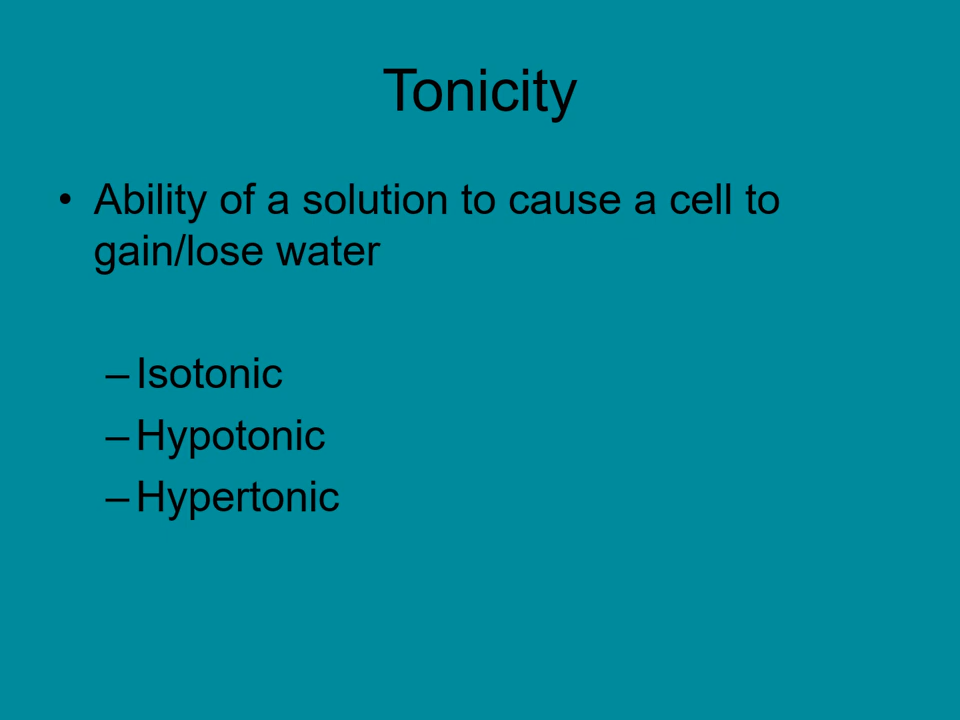 Tonicity
• Ability of a solution to cause a cell to
gain/lose water
– Isotonic
– Hypotonic
– Hypertonic